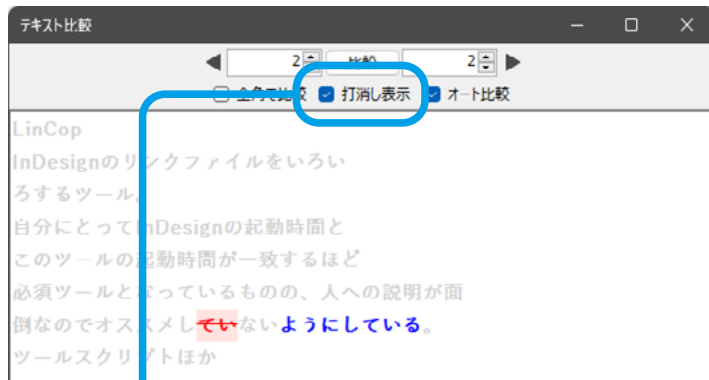 テキスト比較
2 比較 2
全角で比較 打消し表示 オート比較
LinCop
InDesignのリンクファイルをいろい
ろするツール。
自分にとってInDesignの起動時間と
このツールの起動時間が一致するほど
必須ツールとなっているものの、人への説明が面
倒なのでオススメしていないようにしている。
ツールスクリプトほか